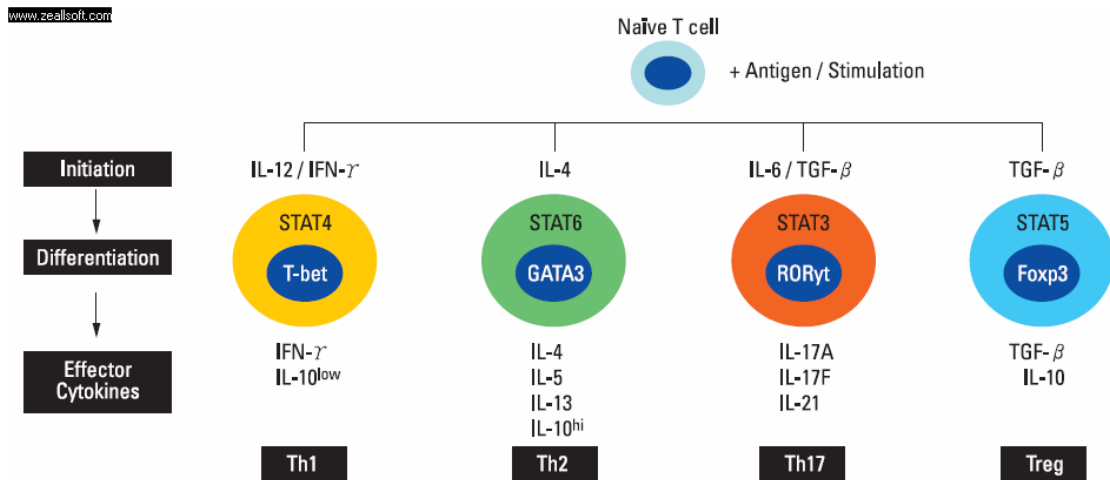 www.zeallsoft.com
Naïve T cell
+ Antigen / Stimulation
Initiation
IL-12 / IFN-γ
IL-4
IL-6 / TGF-β
TGF-β
Differentiation
STAT4
T-bet
STAT6
GATA3
STAT3
RORγt
STAT5
Foxp3
Effector
Cytokines
IFN-γ
IL-10low
IL-4
IL-5
IL-13
IL-10hi
IL-17A
IL-17F
IL-21
TGF-β
IL-10
Th1
Th2
Th17
Treg